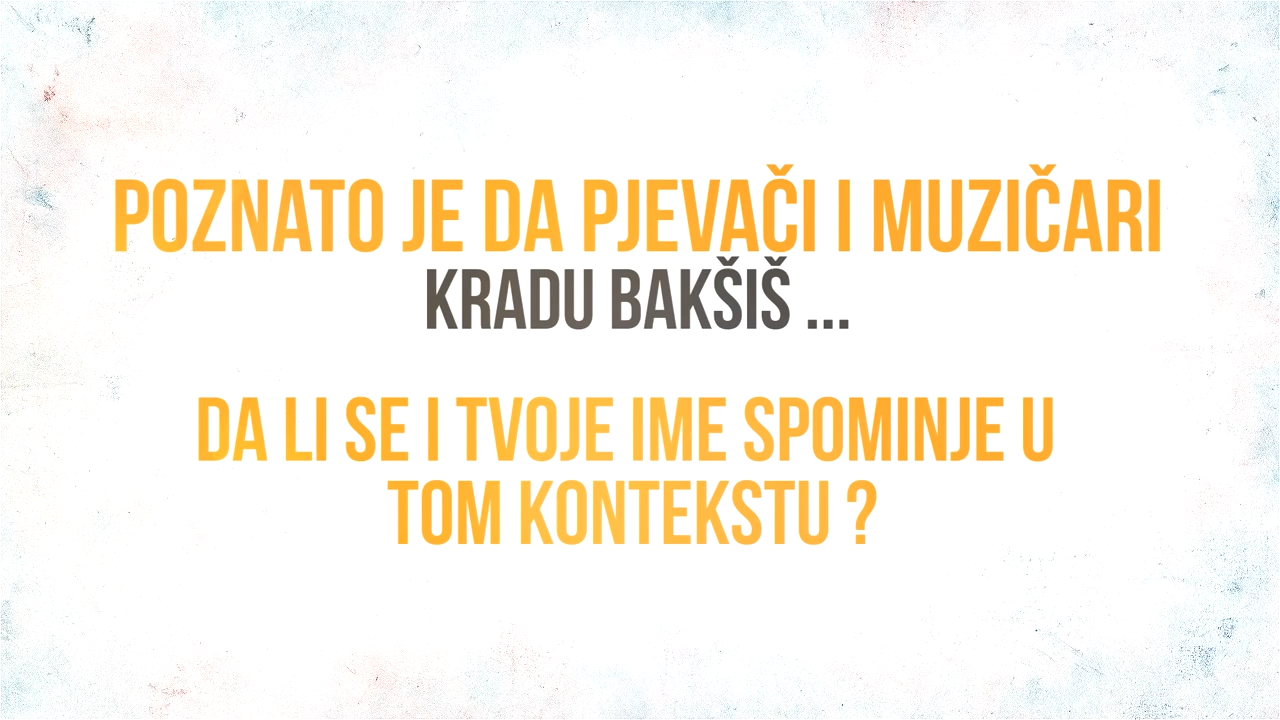 POZNATO JE DA PJEVAČI I MUZIČARI
KRADU BAKŠIŠ ...
DA LI SE I TVOJE IME SPOMINJE U
TOM KONTEKSTU ?